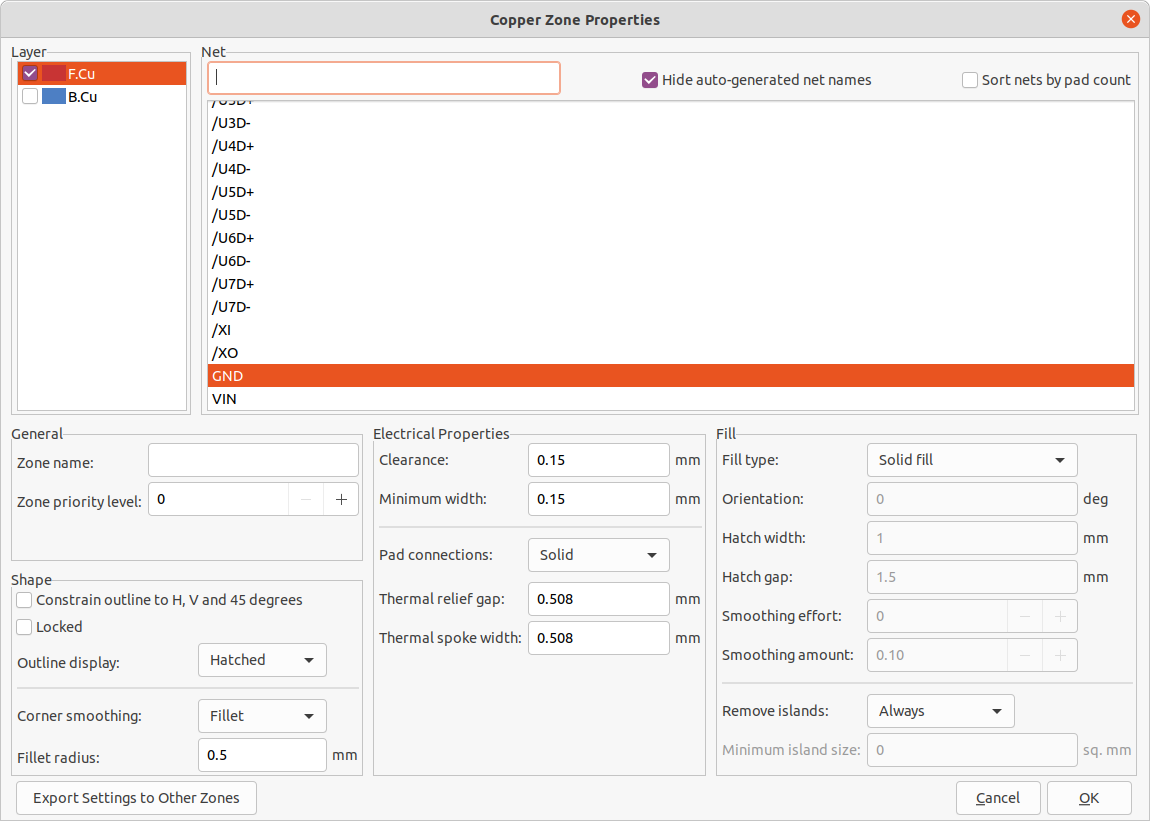 Copper Zone Properties
Layer
F.Cu
B.Cu
Net
Hide auto-generated net names
Sort nets by pad count
/U3D+
/U3D-
/U4D+
/U4D-
/U5D+
/U5D-
/U6D+
/U6D-
/U7D+
/U7D-
/XI
/XO
GND
VIN
General
Zone name:
Zone priority level: 0
Shape
Constrain outline to H, V and 45 degrees
Locked
Outline display: Hatched
Corner smoothing: Fillet
Fillet radius: 0.5 mm
Electrical Properties
Clearance: 0.15 mm
Minimum width: 0.15 mm
Pad connections: Solid
Thermal relief gap: 0.508 mm
Thermal spoke width: 0.508 mm
Fill
Fill type: Solid fill
Orientation: 0 deg
Hatch width: 1 mm
Hatch gap: 1.5 mm
Smoothing effort: 0
Smoothing amount: 0.10
Remove islands: Always
Minimum island size: 0 sq. mm
Export Settings to Other Zones
Cancel
OK